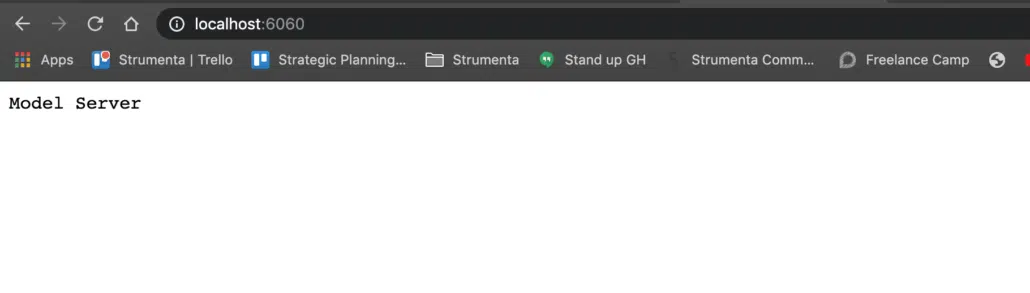 localhost:6060
Apps Strumenta | Trello Strategic Planning... Strumenta Stand up GH Strumenta Comm... Freelance Camp
Model Server